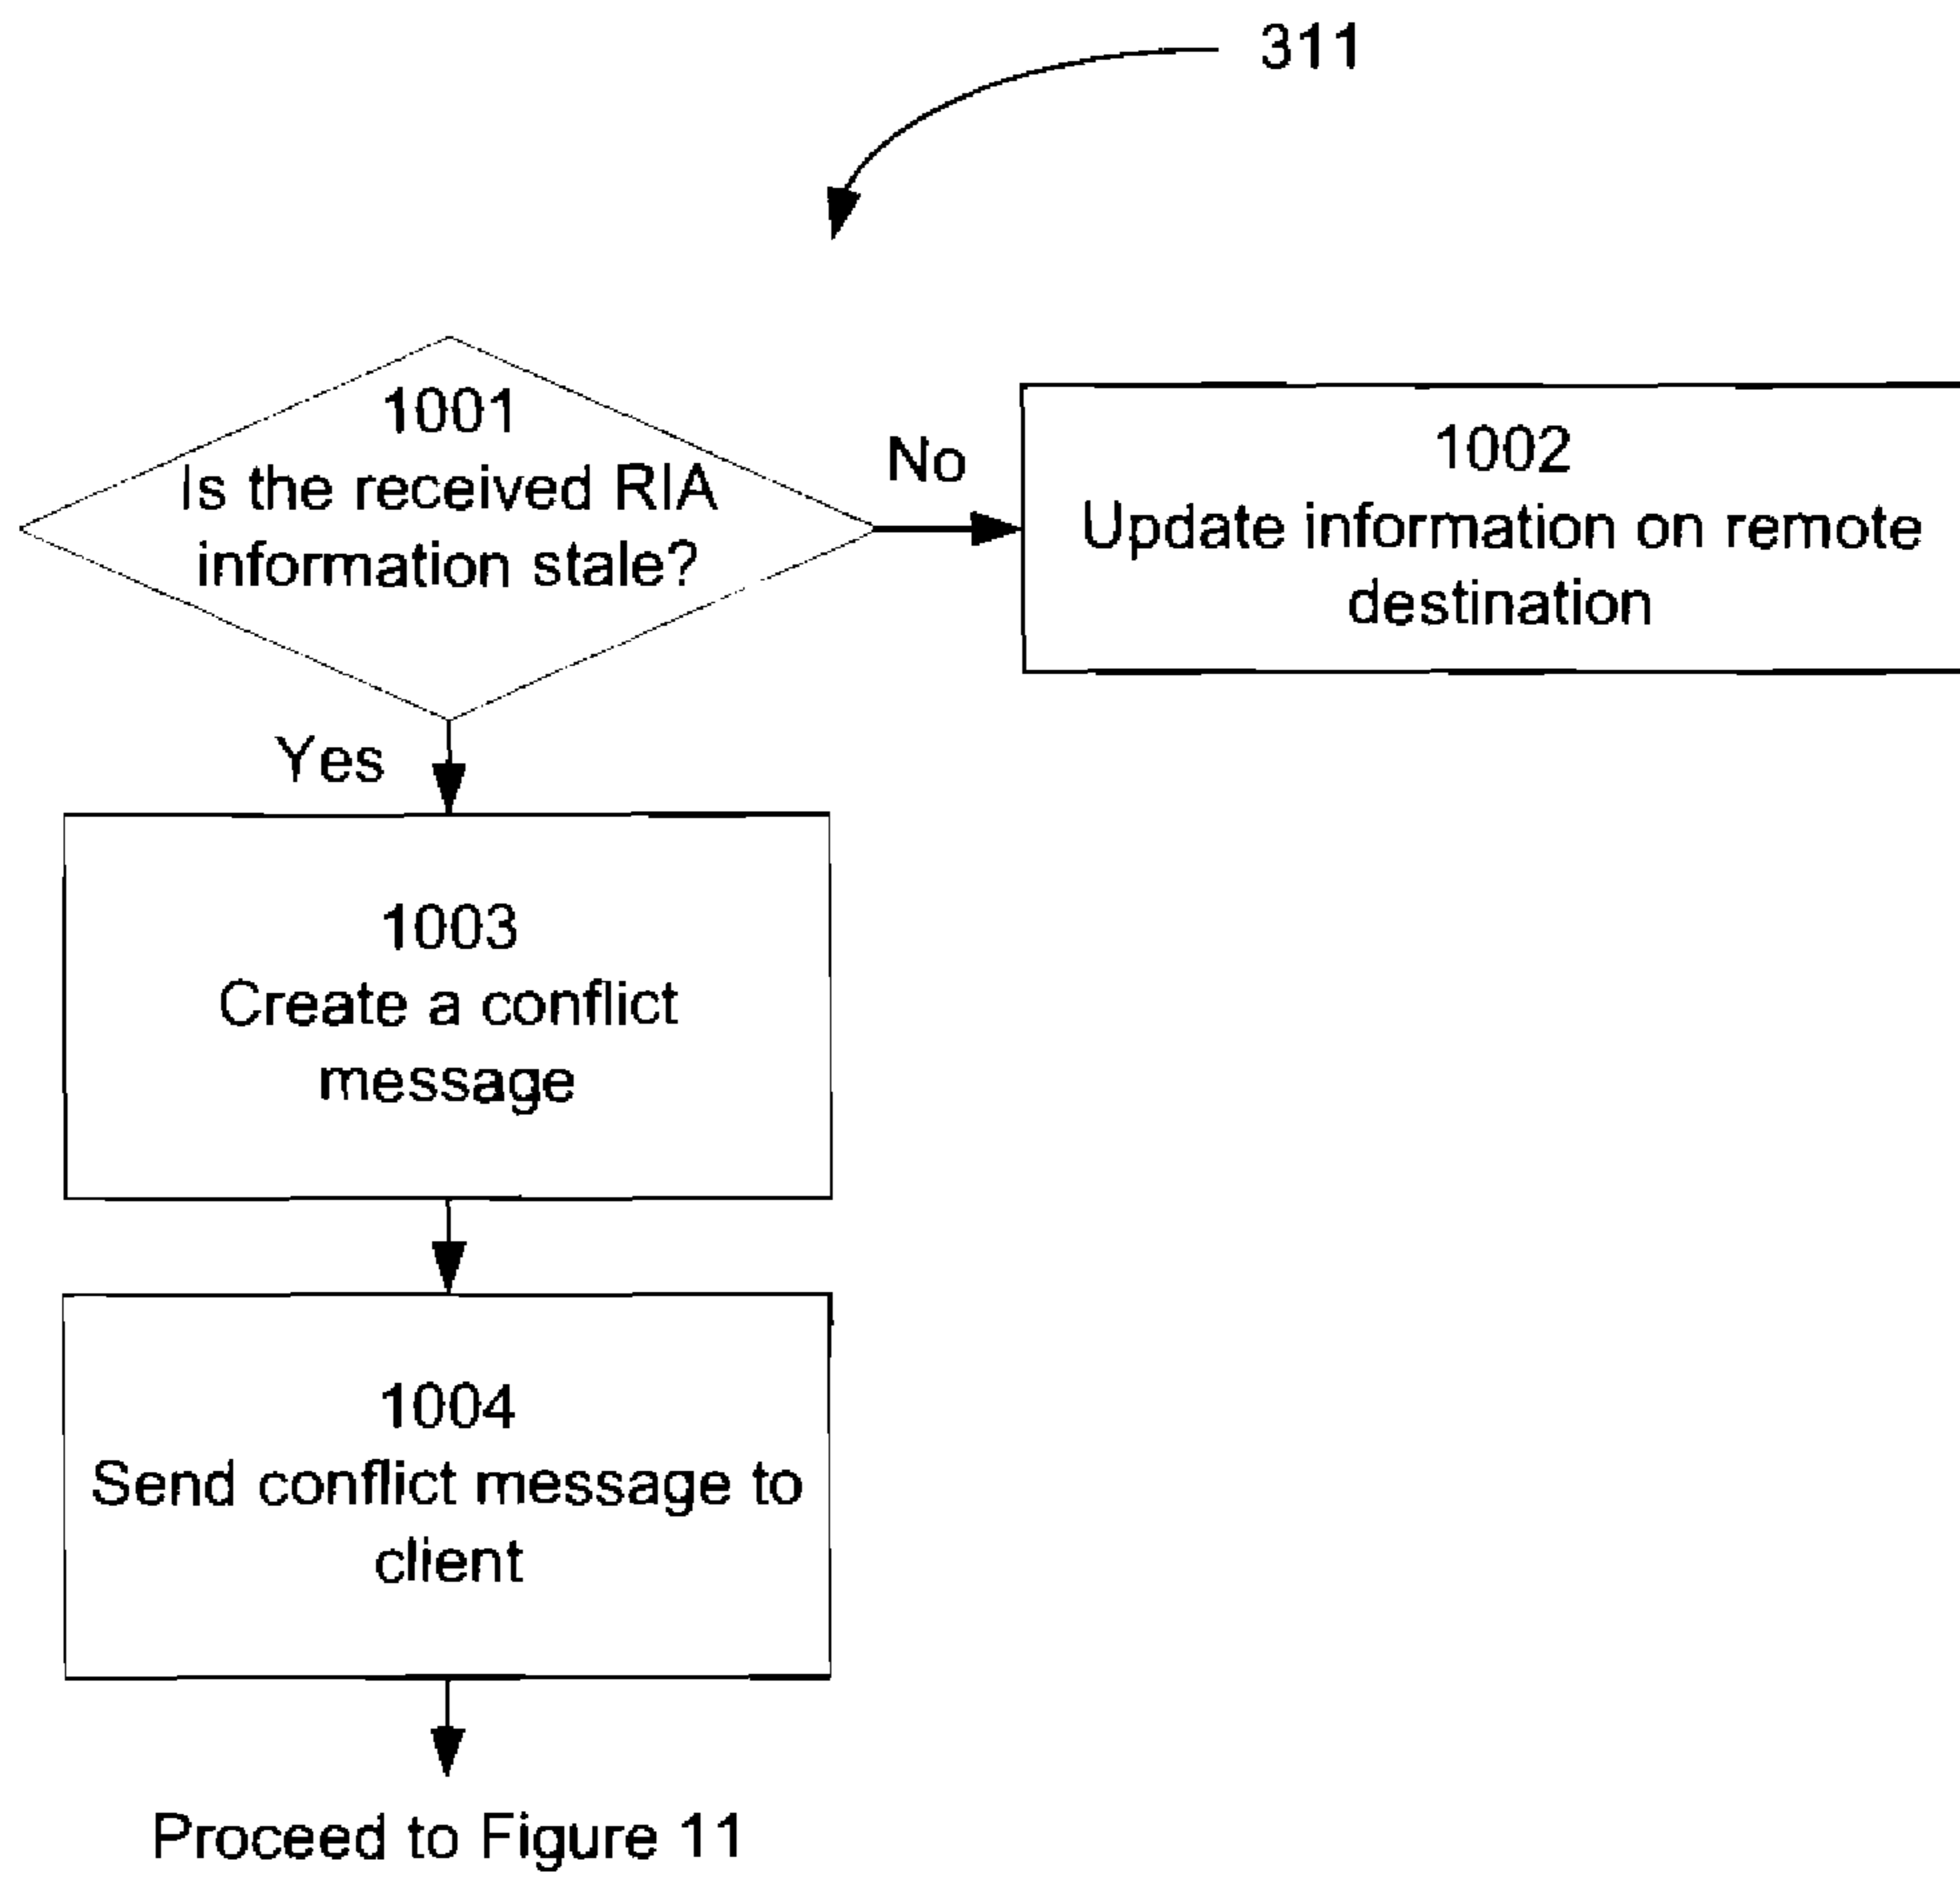 311
1001
Is the received RIA
information stale?
No
1002
Update information on remote
destination
Yes
1003
Create a conflict
message
1004
Send conflict message to
client
Proceed to Figure 11